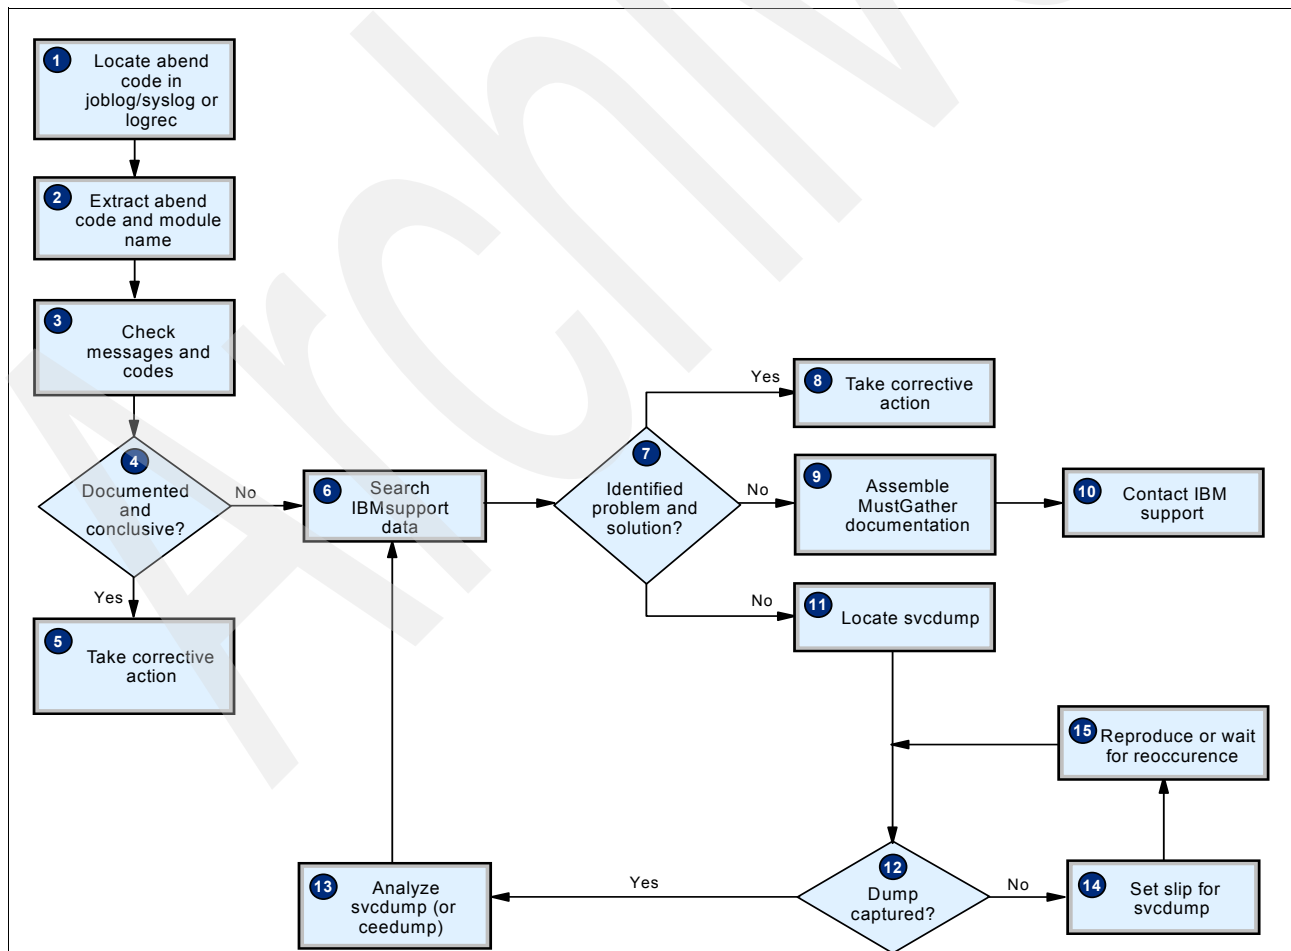 1
Locate abend
code in
joblog/syslog or
logrec
2
Extract abend
code and module
name
3
Check
messages and
codes
4
Documented
and
conclusive?
No
Yes
5
Take corrective
action
6
Search
IBMsupport
data
7
Identified
problem and
solution?
Yes
8
Take corrective
action
No
9
Assemble
MustGather
documentation
10
Contact IBM
support
No
11
Locate svcdump
12
Dump
captured?
Yes
13
Analyze
svcdump (or
ceedump)
No
14
Set slip for
svcdump
15
Reproduce or wait
for reoccurence